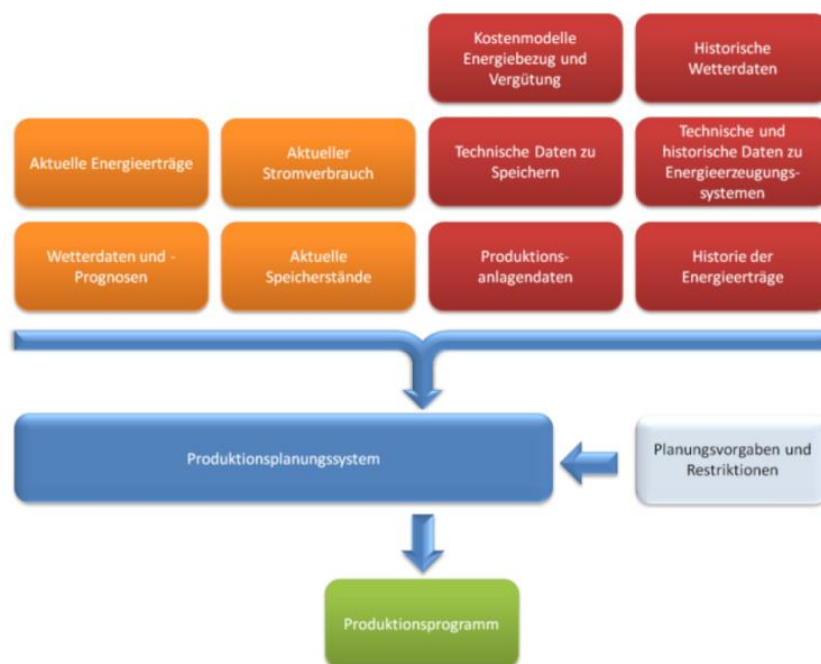 Kostenmodelle
Energiebezug und
Vergütung
Historische
Wetterdaten
Aktuelle Energieerträge
Aktueller
Stromverbrauch
Technische Daten zu
Speichern
Technische und
historische Daten zu
Energieerzeugungs-
systemen
Wetterdaten und -
Prognosen
Aktuelle
Speicherstände
Produktions-
anlagendaten
Historie der
Energieerträge
Produktionsplanungssystem
Planungsvorgaben und
Restriktionen
Produktionsprogramm